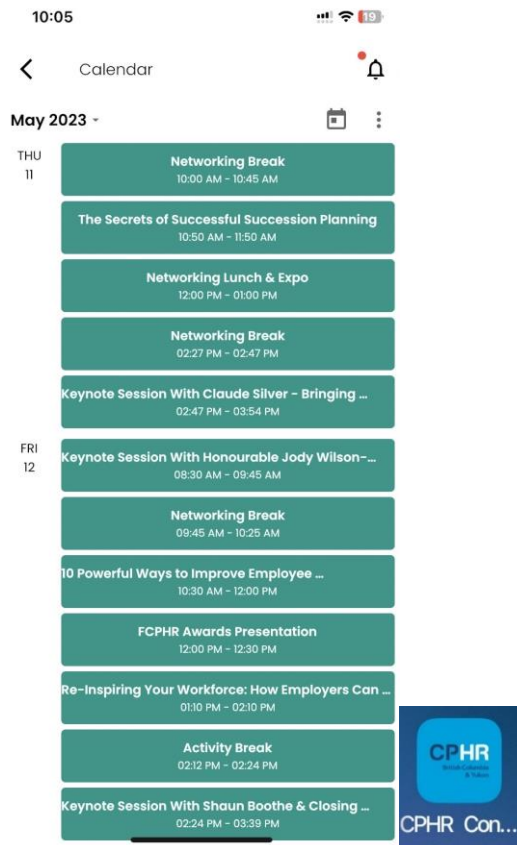 10:05
19
Calendar
May 2023
THU
11
Networking Break
10:00 AM - 10:45 AM
The Secrets of Successful Succession Planning
10:50 AM - 11:50 AM
Networking Lunch & Expo
12:00 PM - 01:00 PM
Networking Break
02:27 PM - 02:47 PM
Keynote Session With Claude Silver - Bringing ...
02:47 PM - 03:54 PM
FRI
12
Keynote Session With Honourable Jody Wilson-...
08:30 AM - 09:45 AM
Networking Break
09:45 AM - 10:25 AM
10 Powerful Ways to Improve Employee ...
10:30 AM - 12:00 PM
FCPHR Awards Presentation
12:00 PM - 12:30 PM
Re-Inspiring Your Workforce: How Employers Can ...
01:10 PM - 02:10 PM
Activity Break
02:12 PM - 02:24 PM
Keynote Session With Shaun Boothe & Closing ...
02:24 PM - 03:39 PM
CPHR
British Columbia
& Yukon
CPHR Con...